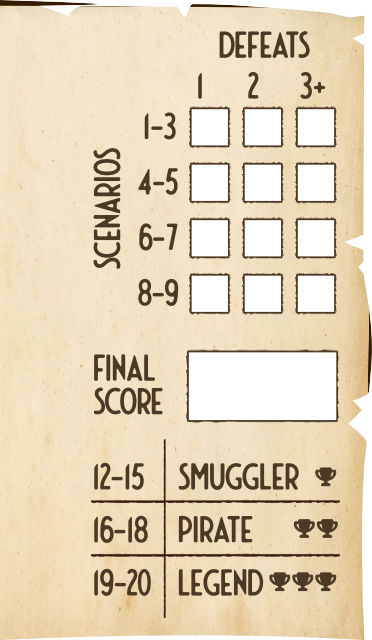 DEFEATS
1 2 3+
SCENARIOS
1-3
4-5
6-7
8-9
FINAL
SCORE
12-15 SMUGGLER
16-18 PIRATE
19-20 LEGEND